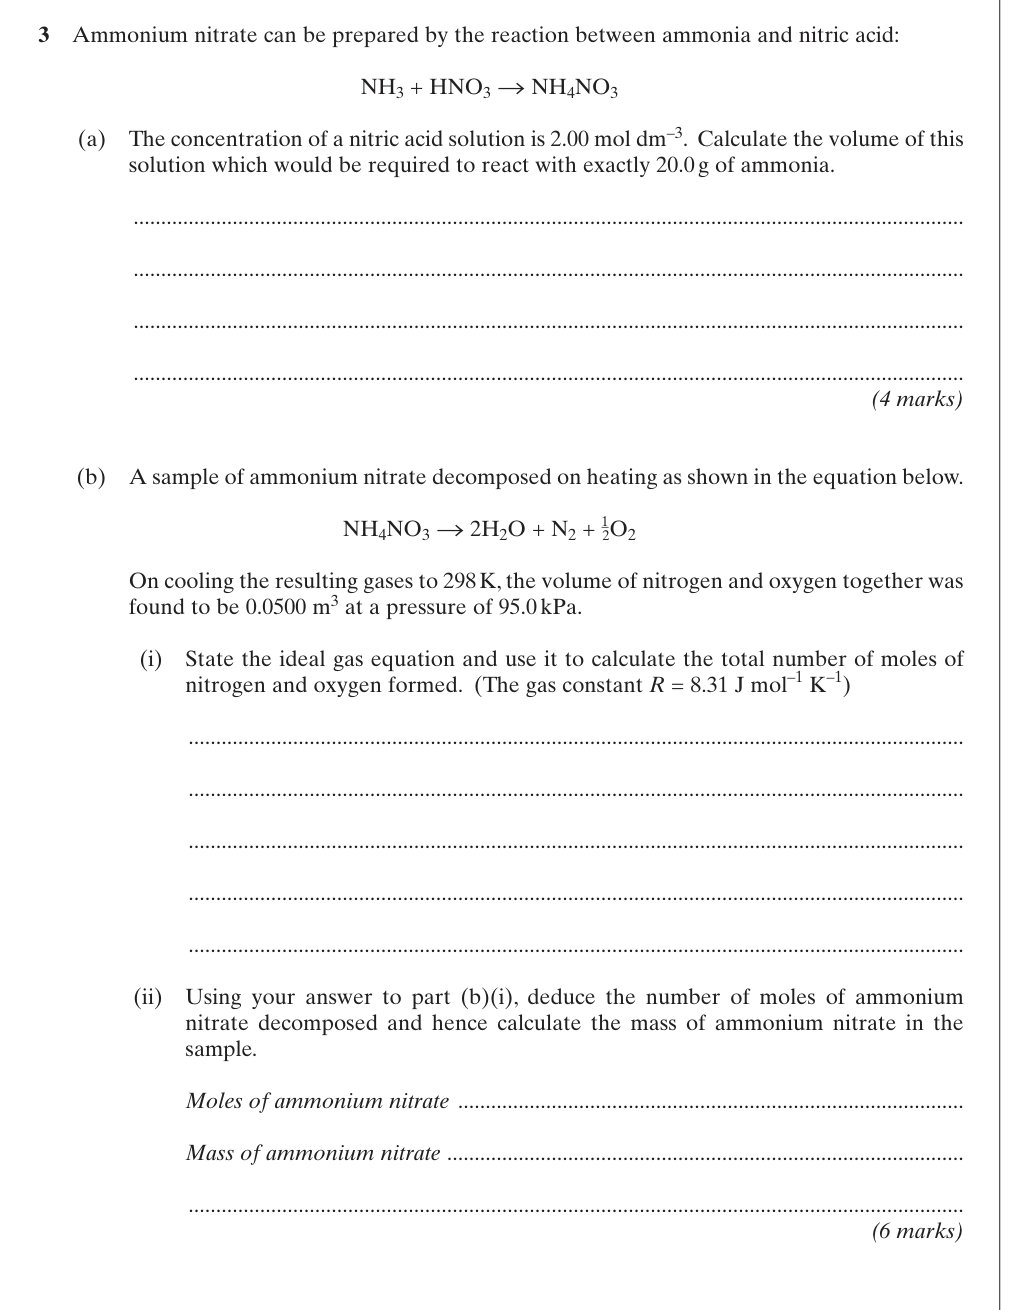 3 Ammonium nitrate can be prepared by the reaction between ammonia and nitric acid:
NH₃ + HNO₃ → NH₄NO₃
(a) The concentration of a nitric acid solution is 2.00 mol dm⁻³. Calculate the volume of this
solution which would be required to react with exactly 20.0 g of ammonia.
(4 marks)
(b) A sample of ammonium nitrate decomposed on heating as shown in the equation below.
NH₄NO₃ → 2H₂O + N₂ + ½O₂
On cooling the resulting gases to 298 K, the volume of nitrogen and oxygen together was
found to be 0.0500 m³ at a pressure of 95.0 kPa.
(i) State the ideal gas equation and use it to calculate the total number of moles of
nitrogen and oxygen formed. (The gas constant R = 8.31 J mol⁻¹ K⁻¹)
(ii) Using your answer to part (b)(i), deduce the number of moles of ammonium
nitrate decomposed and hence calculate the mass of ammonium nitrate in the
sample.
Moles of ammonium nitrate
Mass of ammonium nitrate
(6 marks)